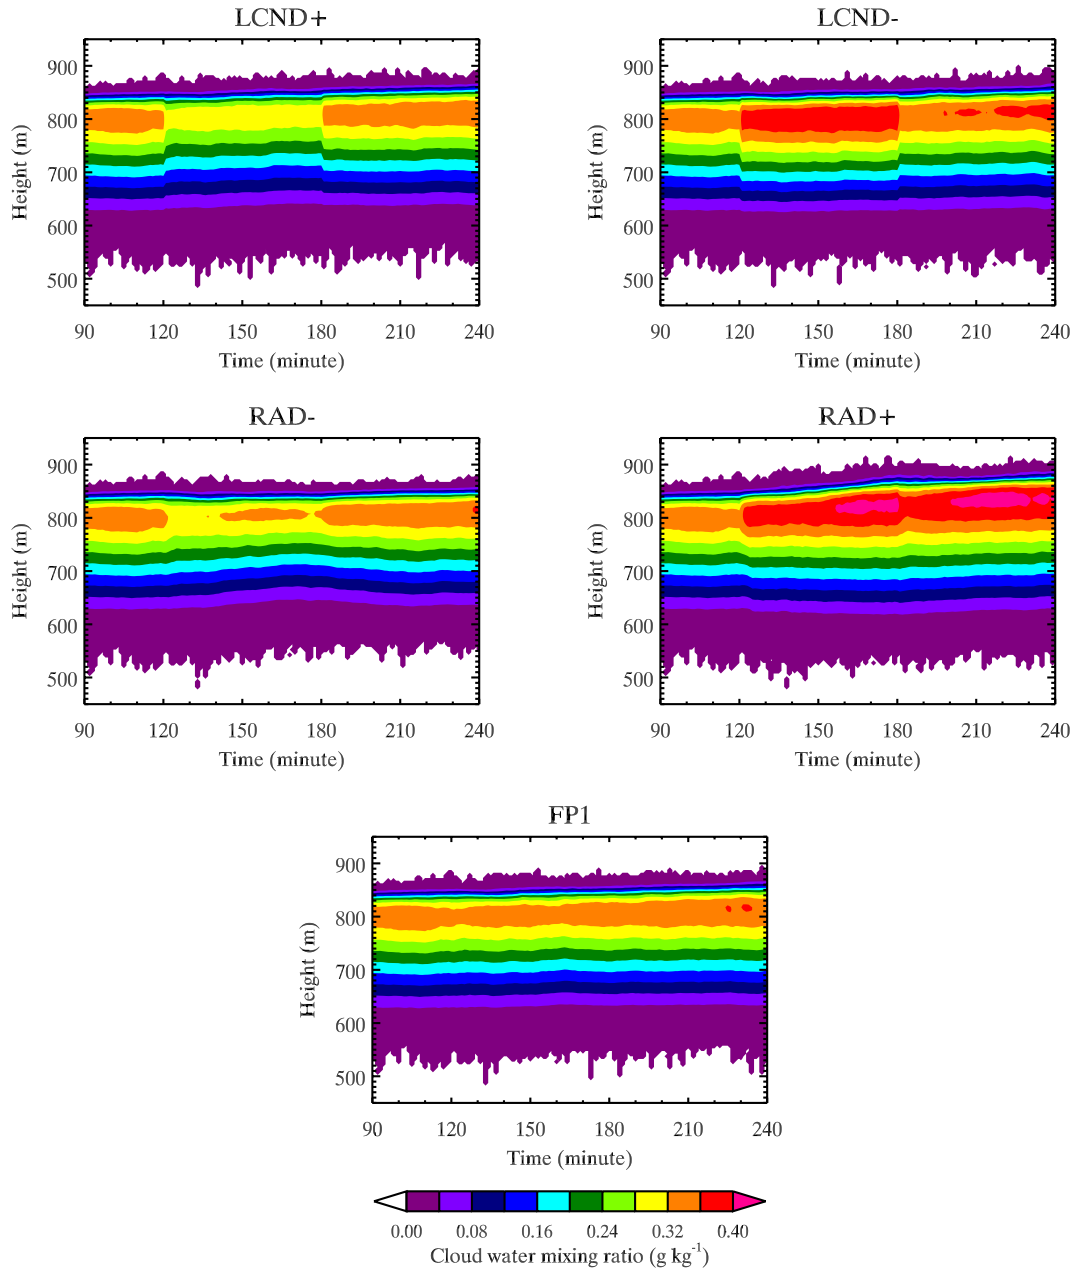 LCND+
900
800
700
600
500
Height (m)
90 120 150 180 210 240
Time (minute)
LCND-
900
800
700
600
500
Height (m)
90 120 150 180 210 240
Time (minute)
RAD-
900
800
700
600
500
Height (m)
90 120 150 180 210 240
Time (minute)
RAD+
900
800
700
600
500
Height (m)
90 120 150 180 210 240
Time (minute)
FP1
900
800
700
600
500
Height (m)
90 120 150 180 210 240
Time (minute)
0.00 0.08 0.16 0.24 0.32 0.40
Cloud water mixing ratio (g kg⁻¹)